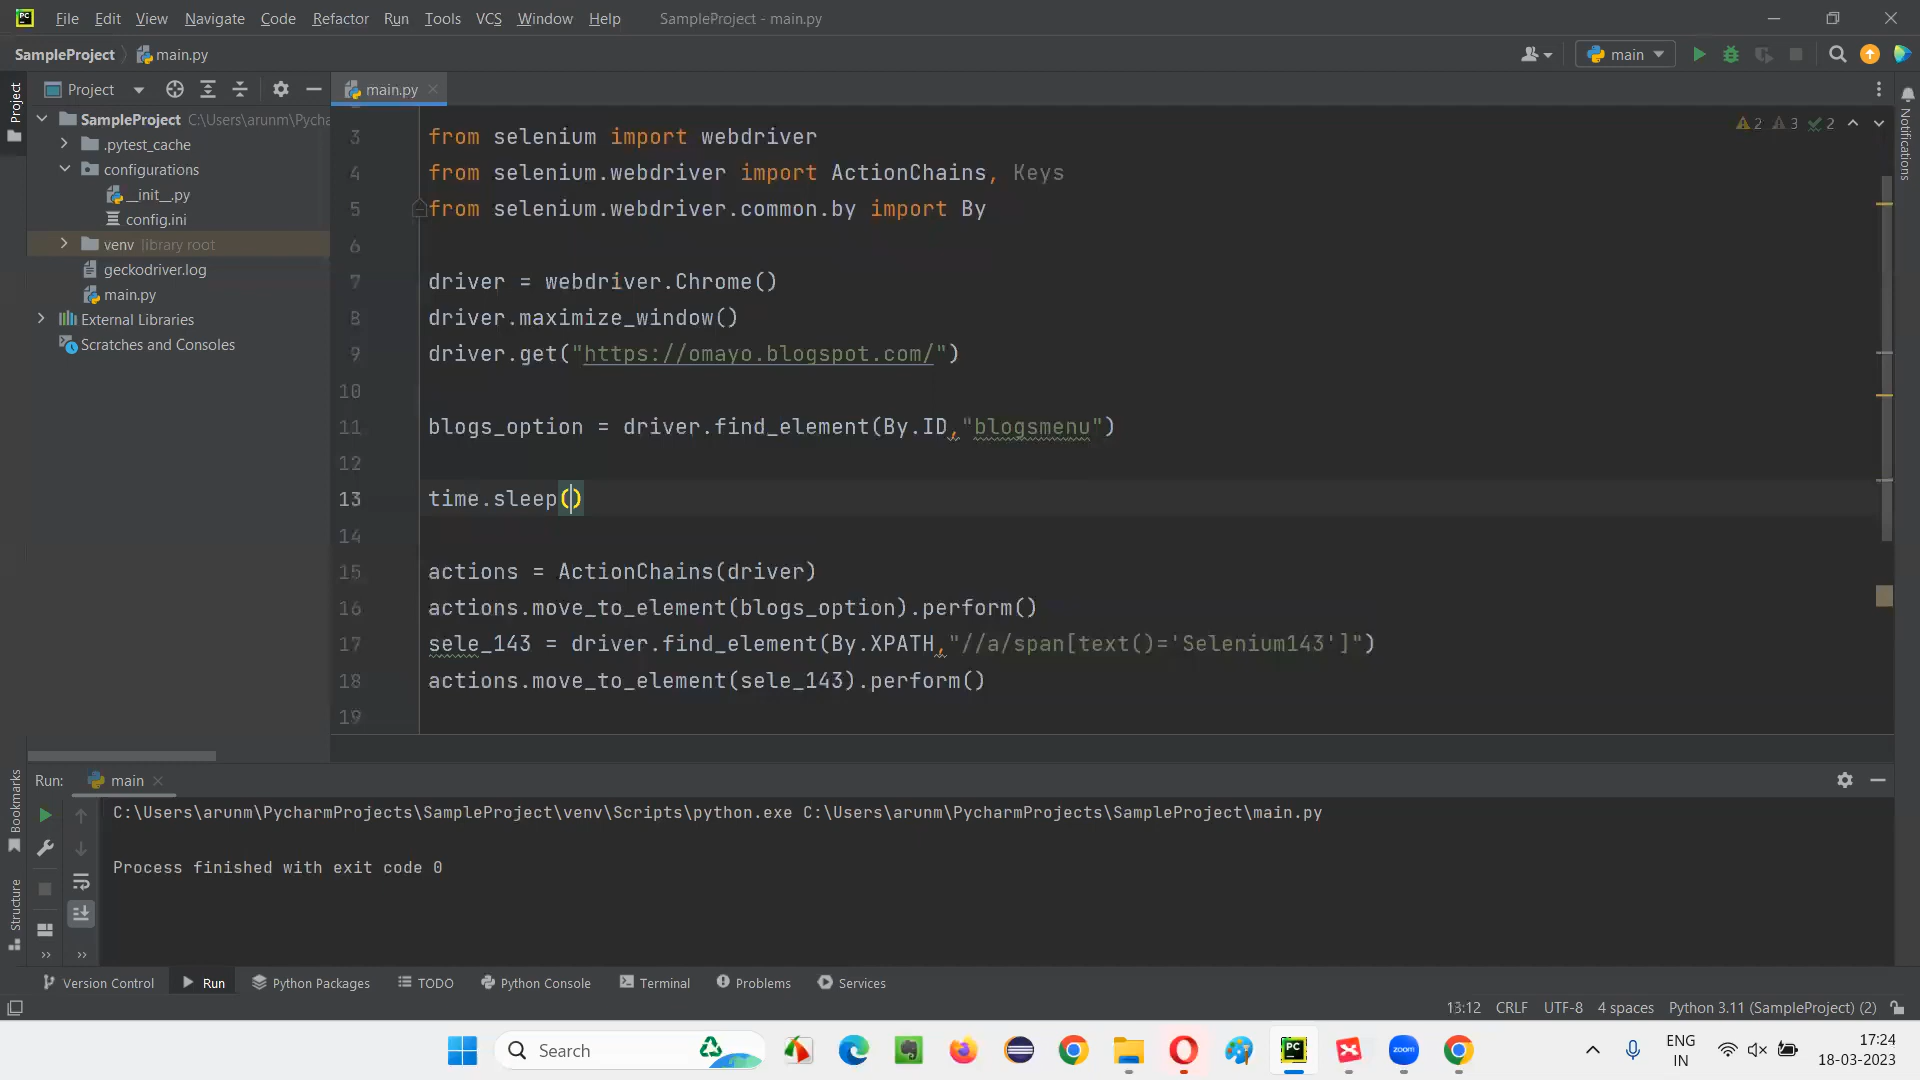 PC File Edit View Navigate Code Refactor Run Tools VCS Window Help SampleProject - main.py
SampleProject main.py main
Project main.py
Project
Notifications
SampleProject C:\Users\arunm\Pycha
.pytest_cache
configurations
__init__.py
config.ini
venv library root
geckodriver.log
main.py
External Libraries
Scratches and Consoles
2 3 2
3 from selenium import webdriver
4 from selenium.webdriver import ActionChains, Keys
5 from selenium.webdriver.common.by import By
6
7 driver = webdriver.Chrome()
8 driver.maximize_window()
9 driver.get("https://omayo.blogspot.com/")
10
11 blogs_option = driver.find_element(By.ID,"blogsmenu")
12
13 time.sleep()
14
15 actions = ActionChains(driver)
16 actions.move_to_element(blogs_option).perform()
17 sele_143 = driver.find_element(By.XPATH,"//a/span[text()='Selenium143']")
18 actions.move_to_element(sele_143).perform()
19
Run: main
Bookmarks
Structure
C:\Users\arunm\PycharmProjects\SampleProject\venv\Scripts\python.exe C:\Users\arunm\PycharmProjects\SampleProject\main.py
Process finished with exit code 0
Version Control Run Python Packages TODO Python Console Terminal Problems Services
13:12 CRLF UTF-8 4 spaces Python 3.11 (SampleProject) (2)
Search PC zoom ENG 17:24
IN 18-03-2023